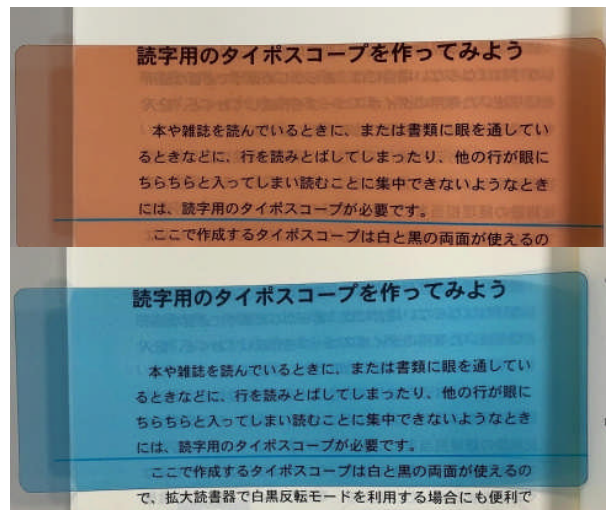 読字用のタイポスコープを作ってみよう
本や雑誌を読んでいるときに、または書類に眼を通してい
るときなどに、行を読みとばしてしまったり、他の行が眼に
ちらちらと入ってしまい読むことに集中できないようなとき
には、読字用のタイポスコープが必要です。
ここで作成するタイポスコープは白と黒の両面が使えるの
読字用のタイポスコープを作ってみよう
本や雑誌を読んでいるときに、または書類に眼を通してい
るときなどに、行を読みとばしてしまったり、他の行が眼に
ちらちらと入ってしまい読むことに集中できないようなとき
には、読字用のタイポスコープが必要です。
ここで作成するタイポスコープは白と黒の両面が使えるの
で、拡大読書器で白黒反転モードを利用する場合にも便利で